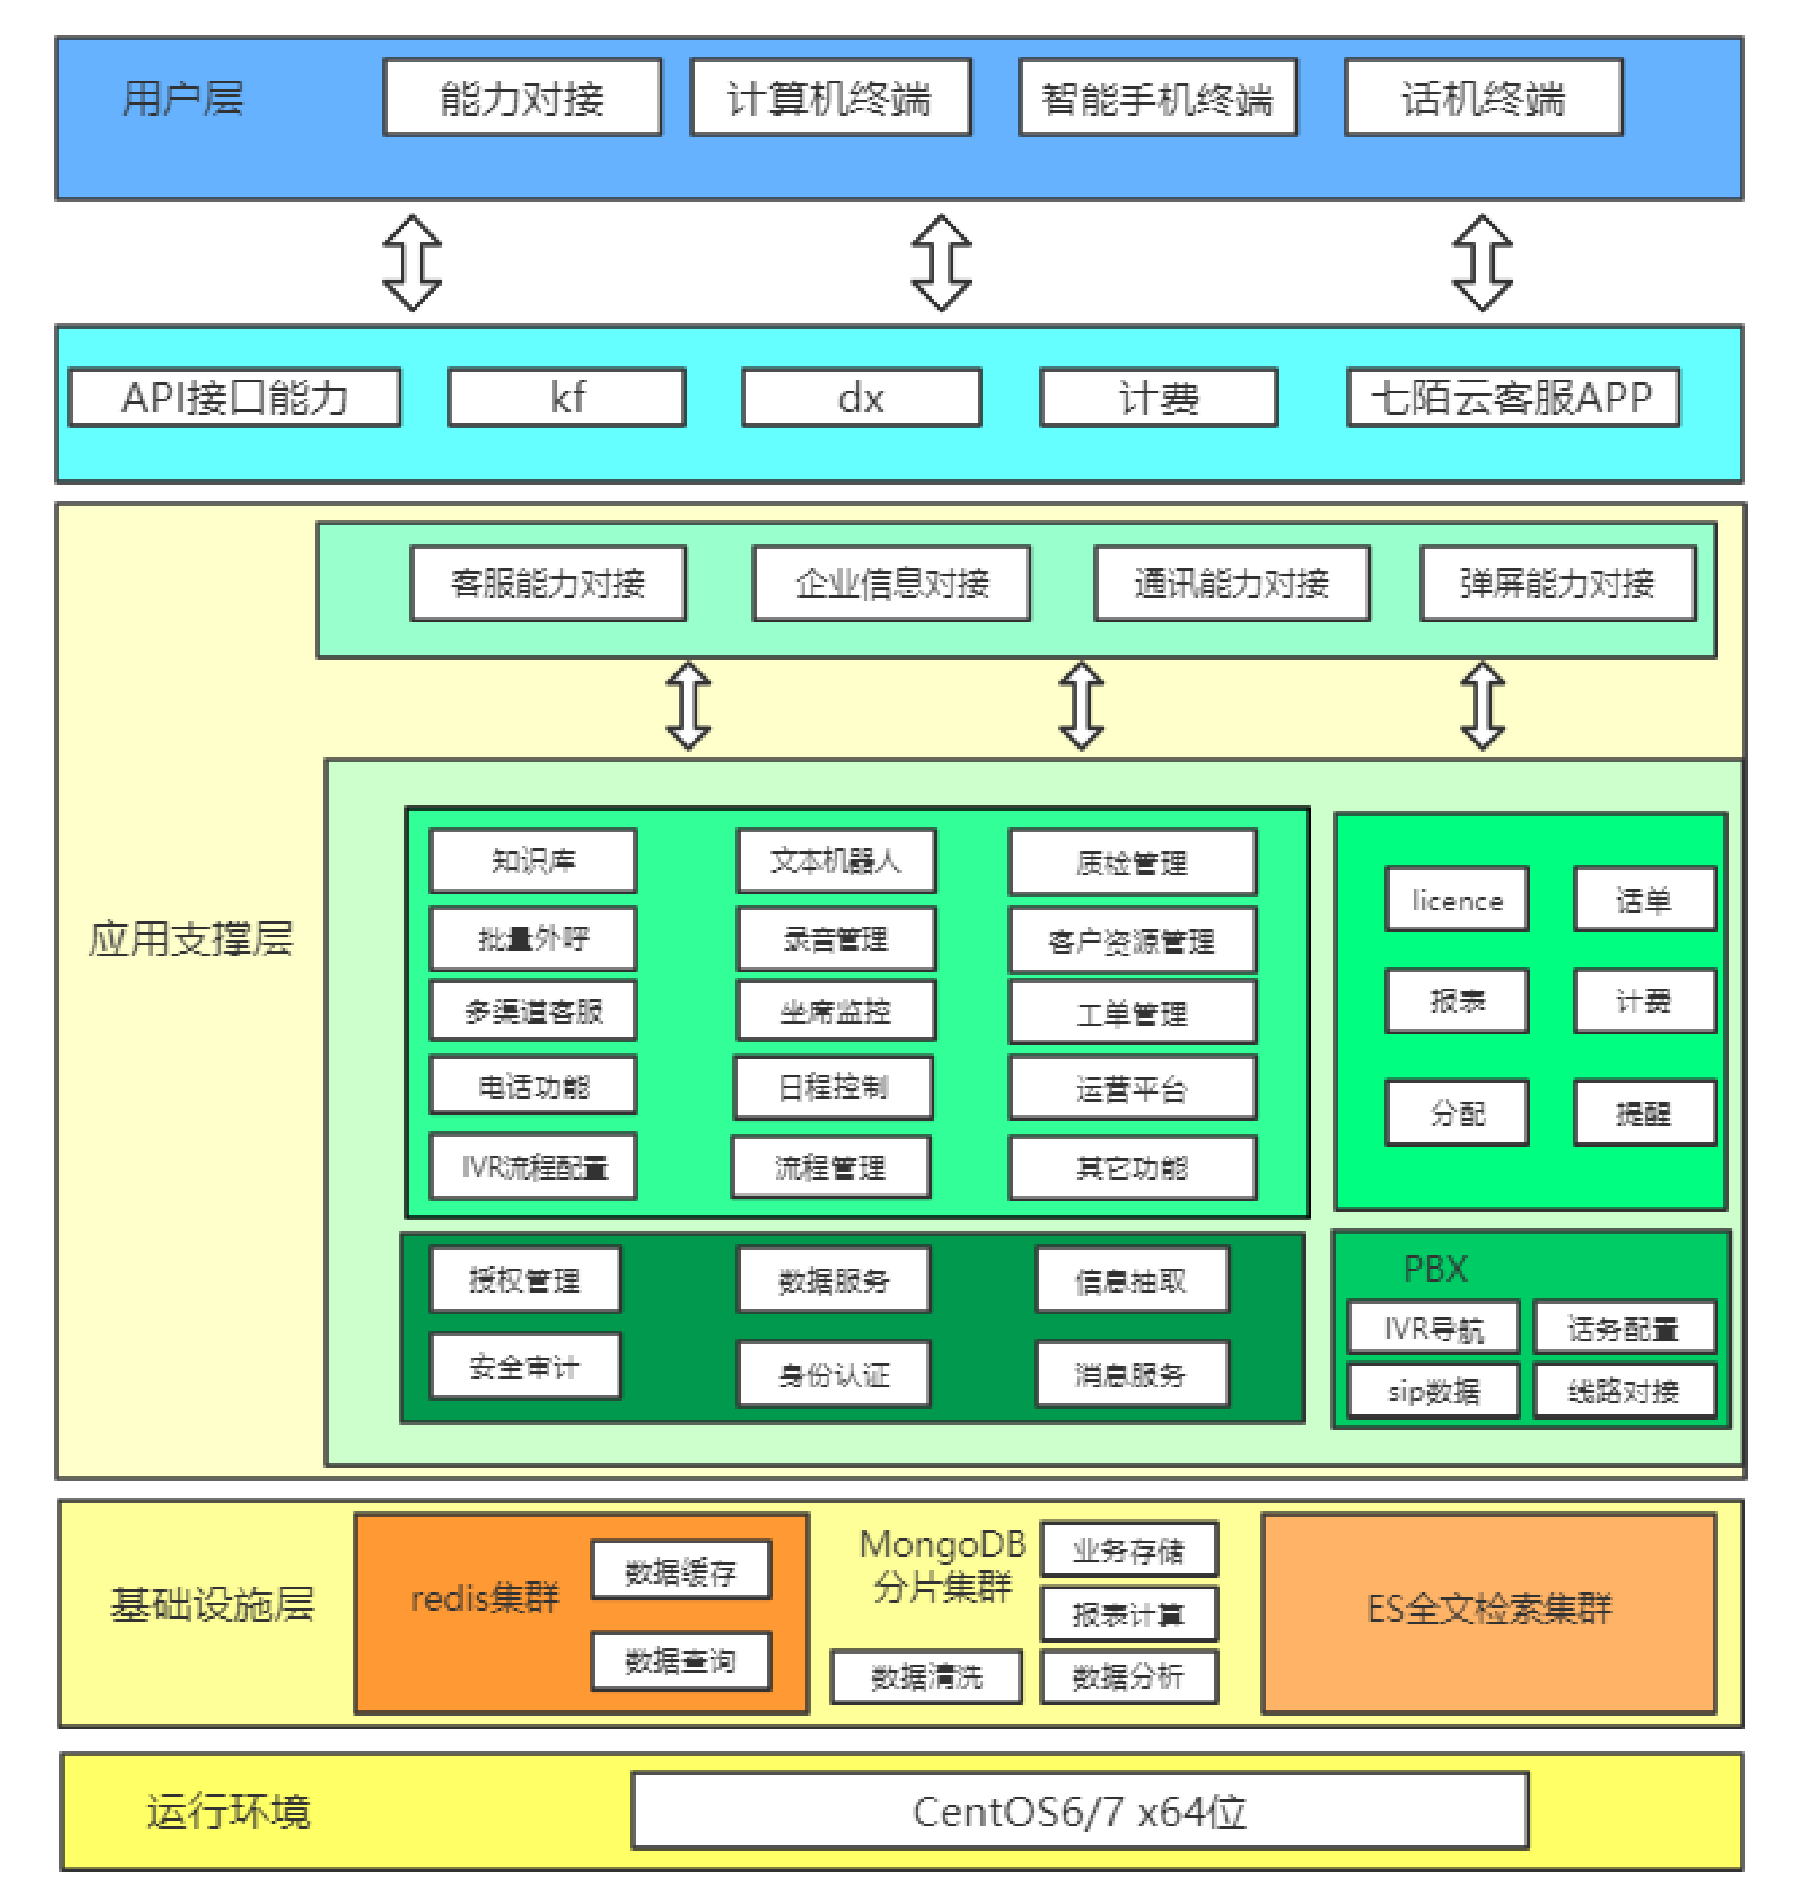 用户层
能力对接
计算机终端
智能手机终端
话机终端
API接口能力
kf
dx
计费
七陌云客服APP
应用支撑层
客服能力对接
企业信息对接
通讯能力对接
弹屏能力对接
知识库
文本机器人
质检管理
批量外呼
录音管理
客户资源管理
多渠道客服
坐席监控
工单管理
电话功能
日程控制
运营平台
IVR流程配置
流程管理
其它功能
licence
话单
报表
计费
分配
提醒
授权管理
数据服务
信息抽取
安全审计
身份认证
消息服务
PBX
IVR导航
话务配置
sip数据
线路对接
基础设施层
redis集群
数据缓存
数据查询
MongoDB
分片集群
业务存储
报表计算
数据清洗
数据分析
ES全文检索集群
运行环境
CentOS6/7 x64位